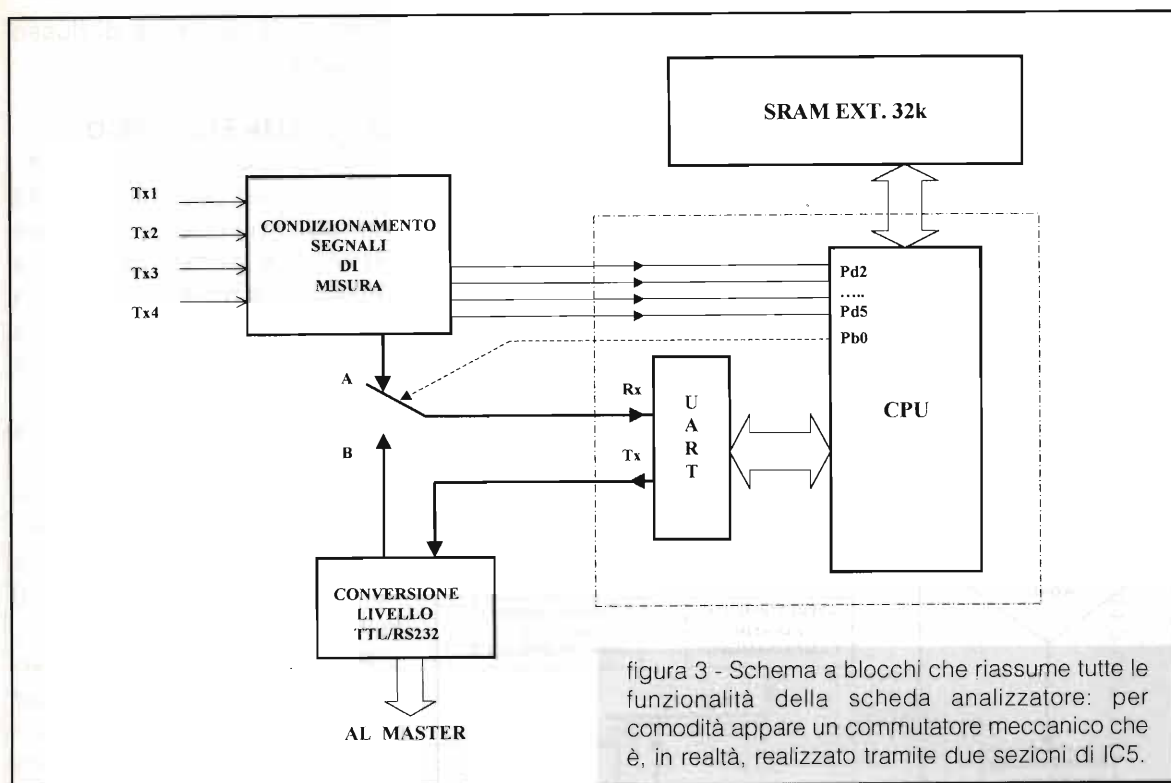 SRAM EXT. 32k
Tx1
Tx2
Tx3
Tx4
CONDIZIONAMENTO
SEGNALI
DI
MISURA
Pd2
.....
Pd5
Pb0
CPU
A
B
Rx
Tx
U
A
R
T
CONVERSIONE
LIVELLO
TTL/RS232
AL MASTER
figura 3 - Schema a blocchi che riassume tutte le
funzionalità della scheda analizzatore: per
comodità appare un commutatore meccanico che
è, in realtà, realizzato tramite due sezioni di IC5.